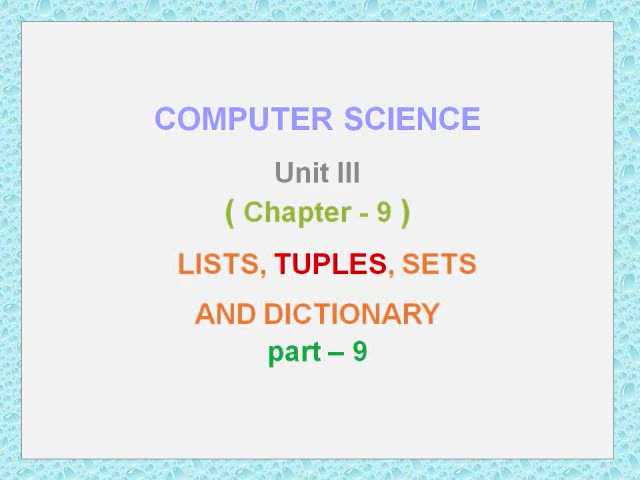 COMPUTER SCIENCE
Unit III
( Chapter - 9 )
LISTS, TUPLES, SETS
AND DICTIONARY
part – 9